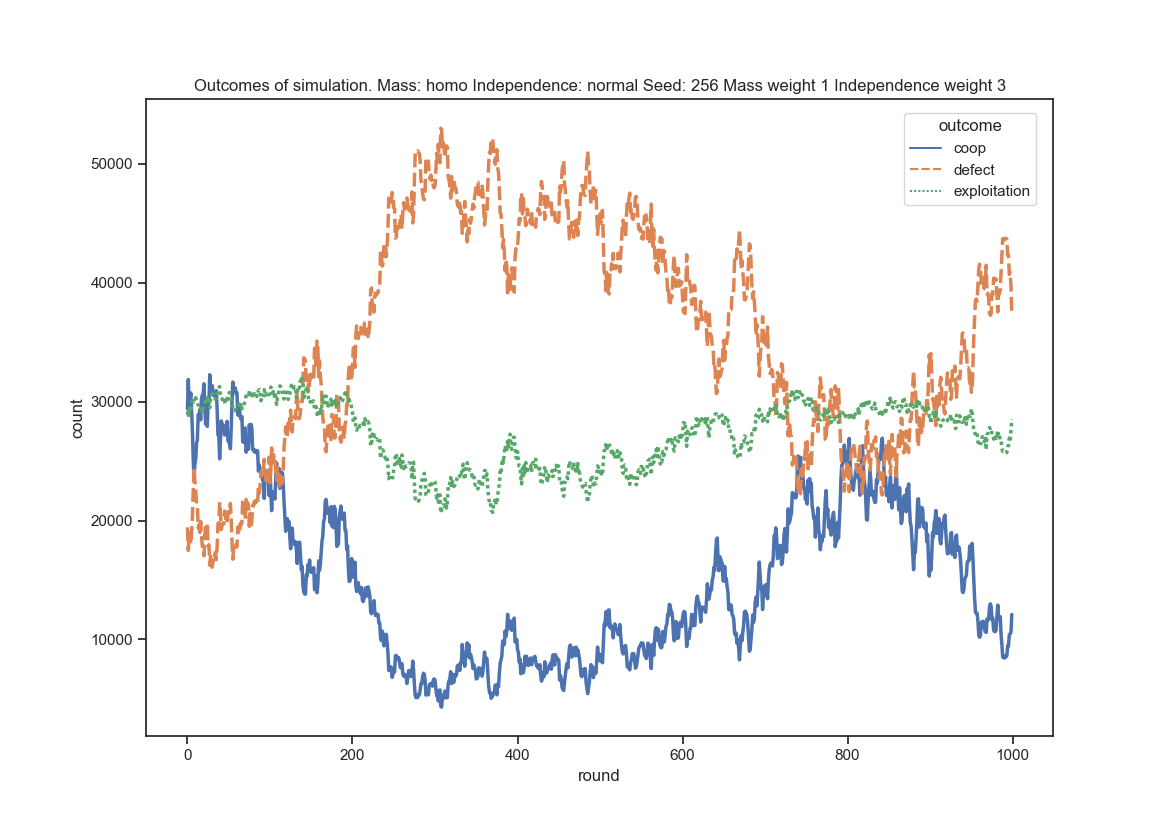 Outcomes of simulation. Mass: homo Independence: normal Seed: 256 Mass weight 1 Independence weight 3
outcome
coop
defect
exploitation
count
50000
40000
30000
20000
10000
0
200
400
600
800
1000
round